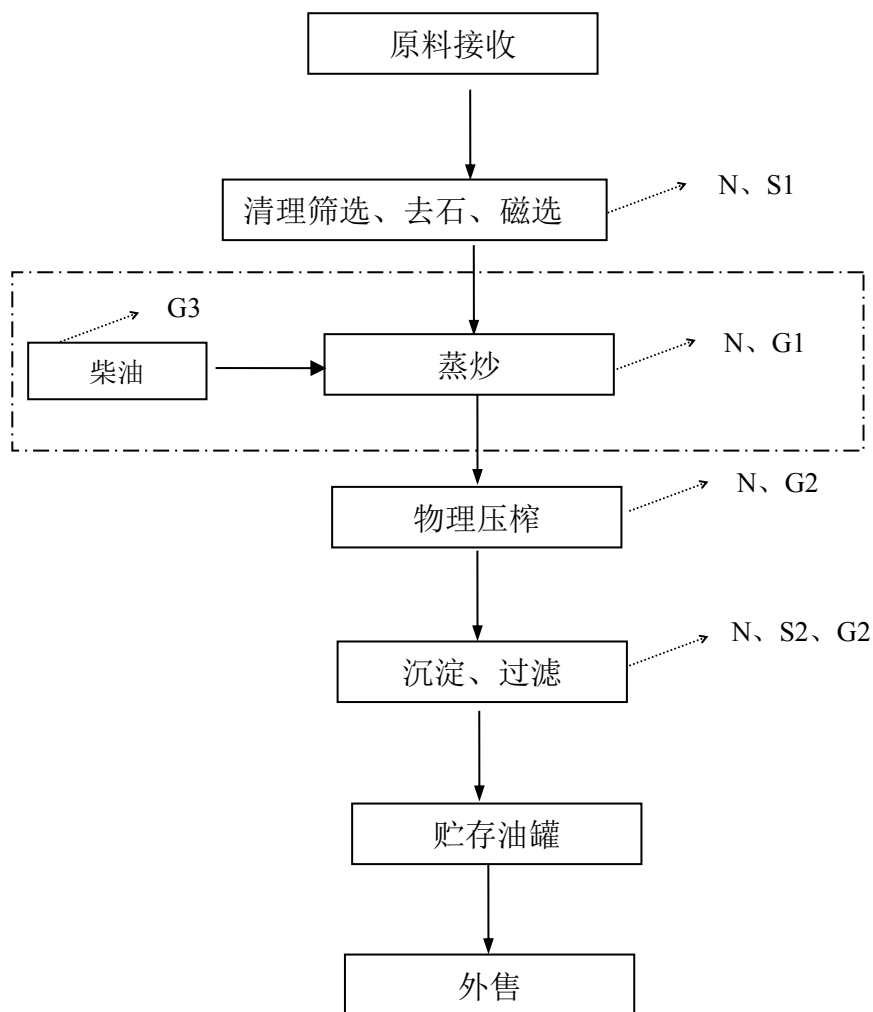 原料接收
N、S1
清理筛选、去石、磁选
G3
N、G1
柴油
蒸炒
N、G2
物理压榨
N、S2、G2
沉淀、过滤
贮存油罐
外售